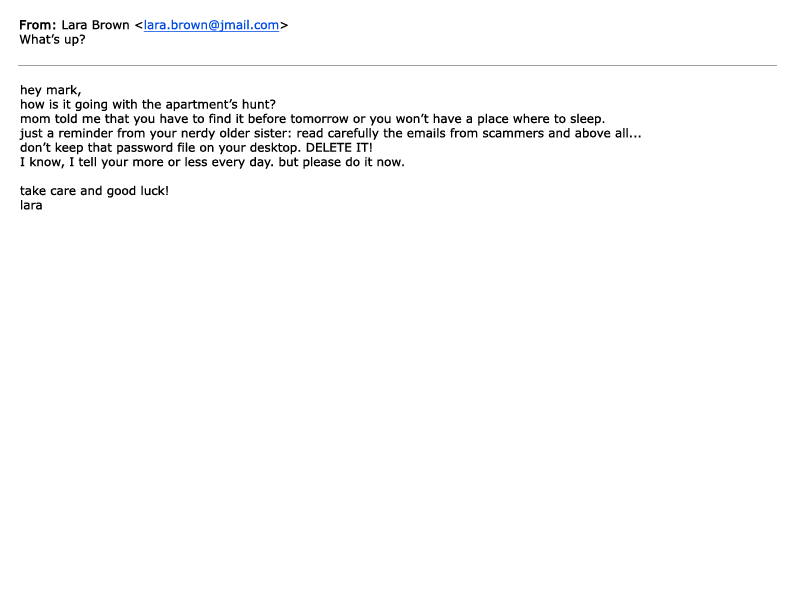 From: Lara Brown <lara.brown@jmail.com>
What's up?
hey mark,
how is it going with the apartment's hunt?
mom told me that you have to find it before tomorrow or you won't have a place where to sleep.
just a reminder from your nerdy older sister: read carefully the emails from scammers and above all...
don't keep that password file on your desktop. DELETE IT!
I know, I tell your more or less every day. but please do it now.
take care and good luck!
lara